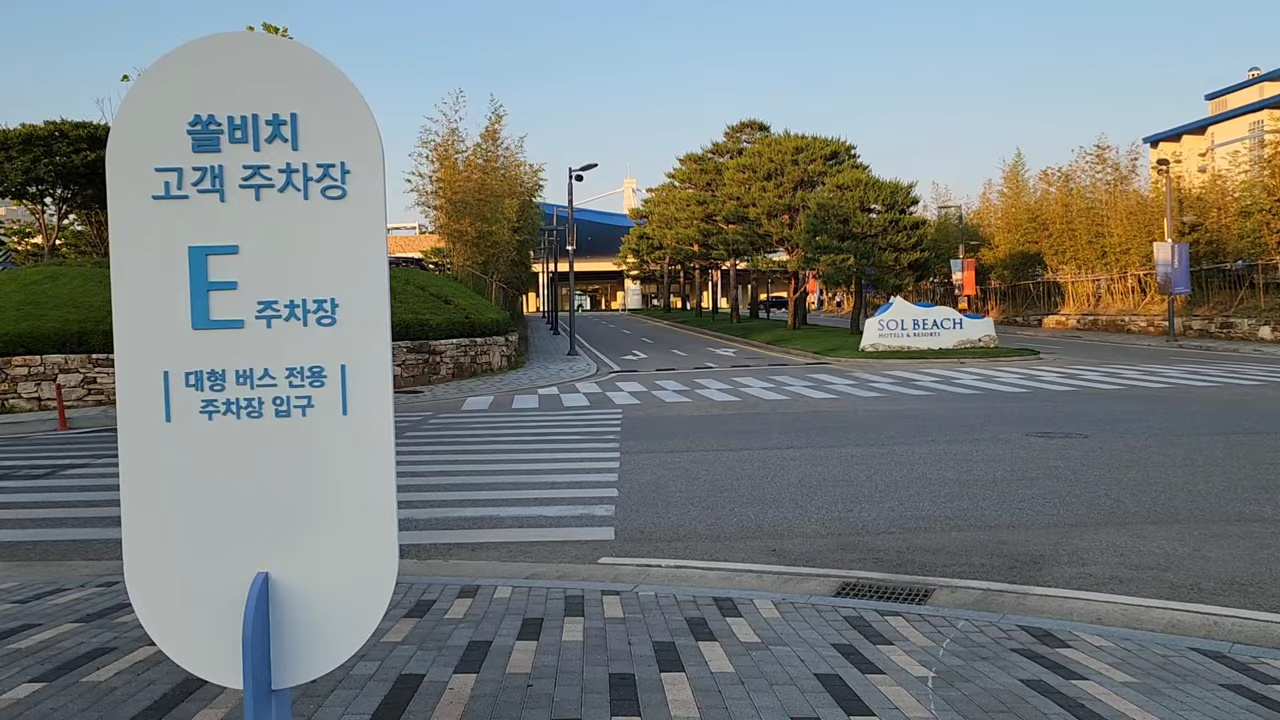 쏠비치
고객 주차장
E 주차장
대형 버스 전용
주차장 입구
SOL BEACH
HOTELS & RESORTS